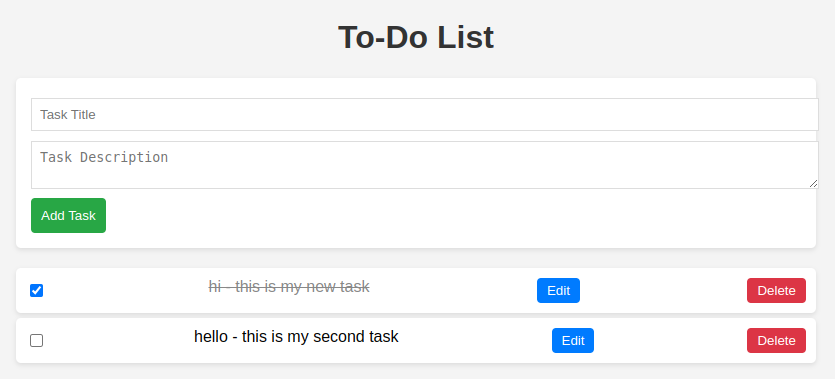 To-Do List
Task Title
Task Description
Add Task
hi - this is my new task Edit Delete
hello - this is my second task Edit Delete